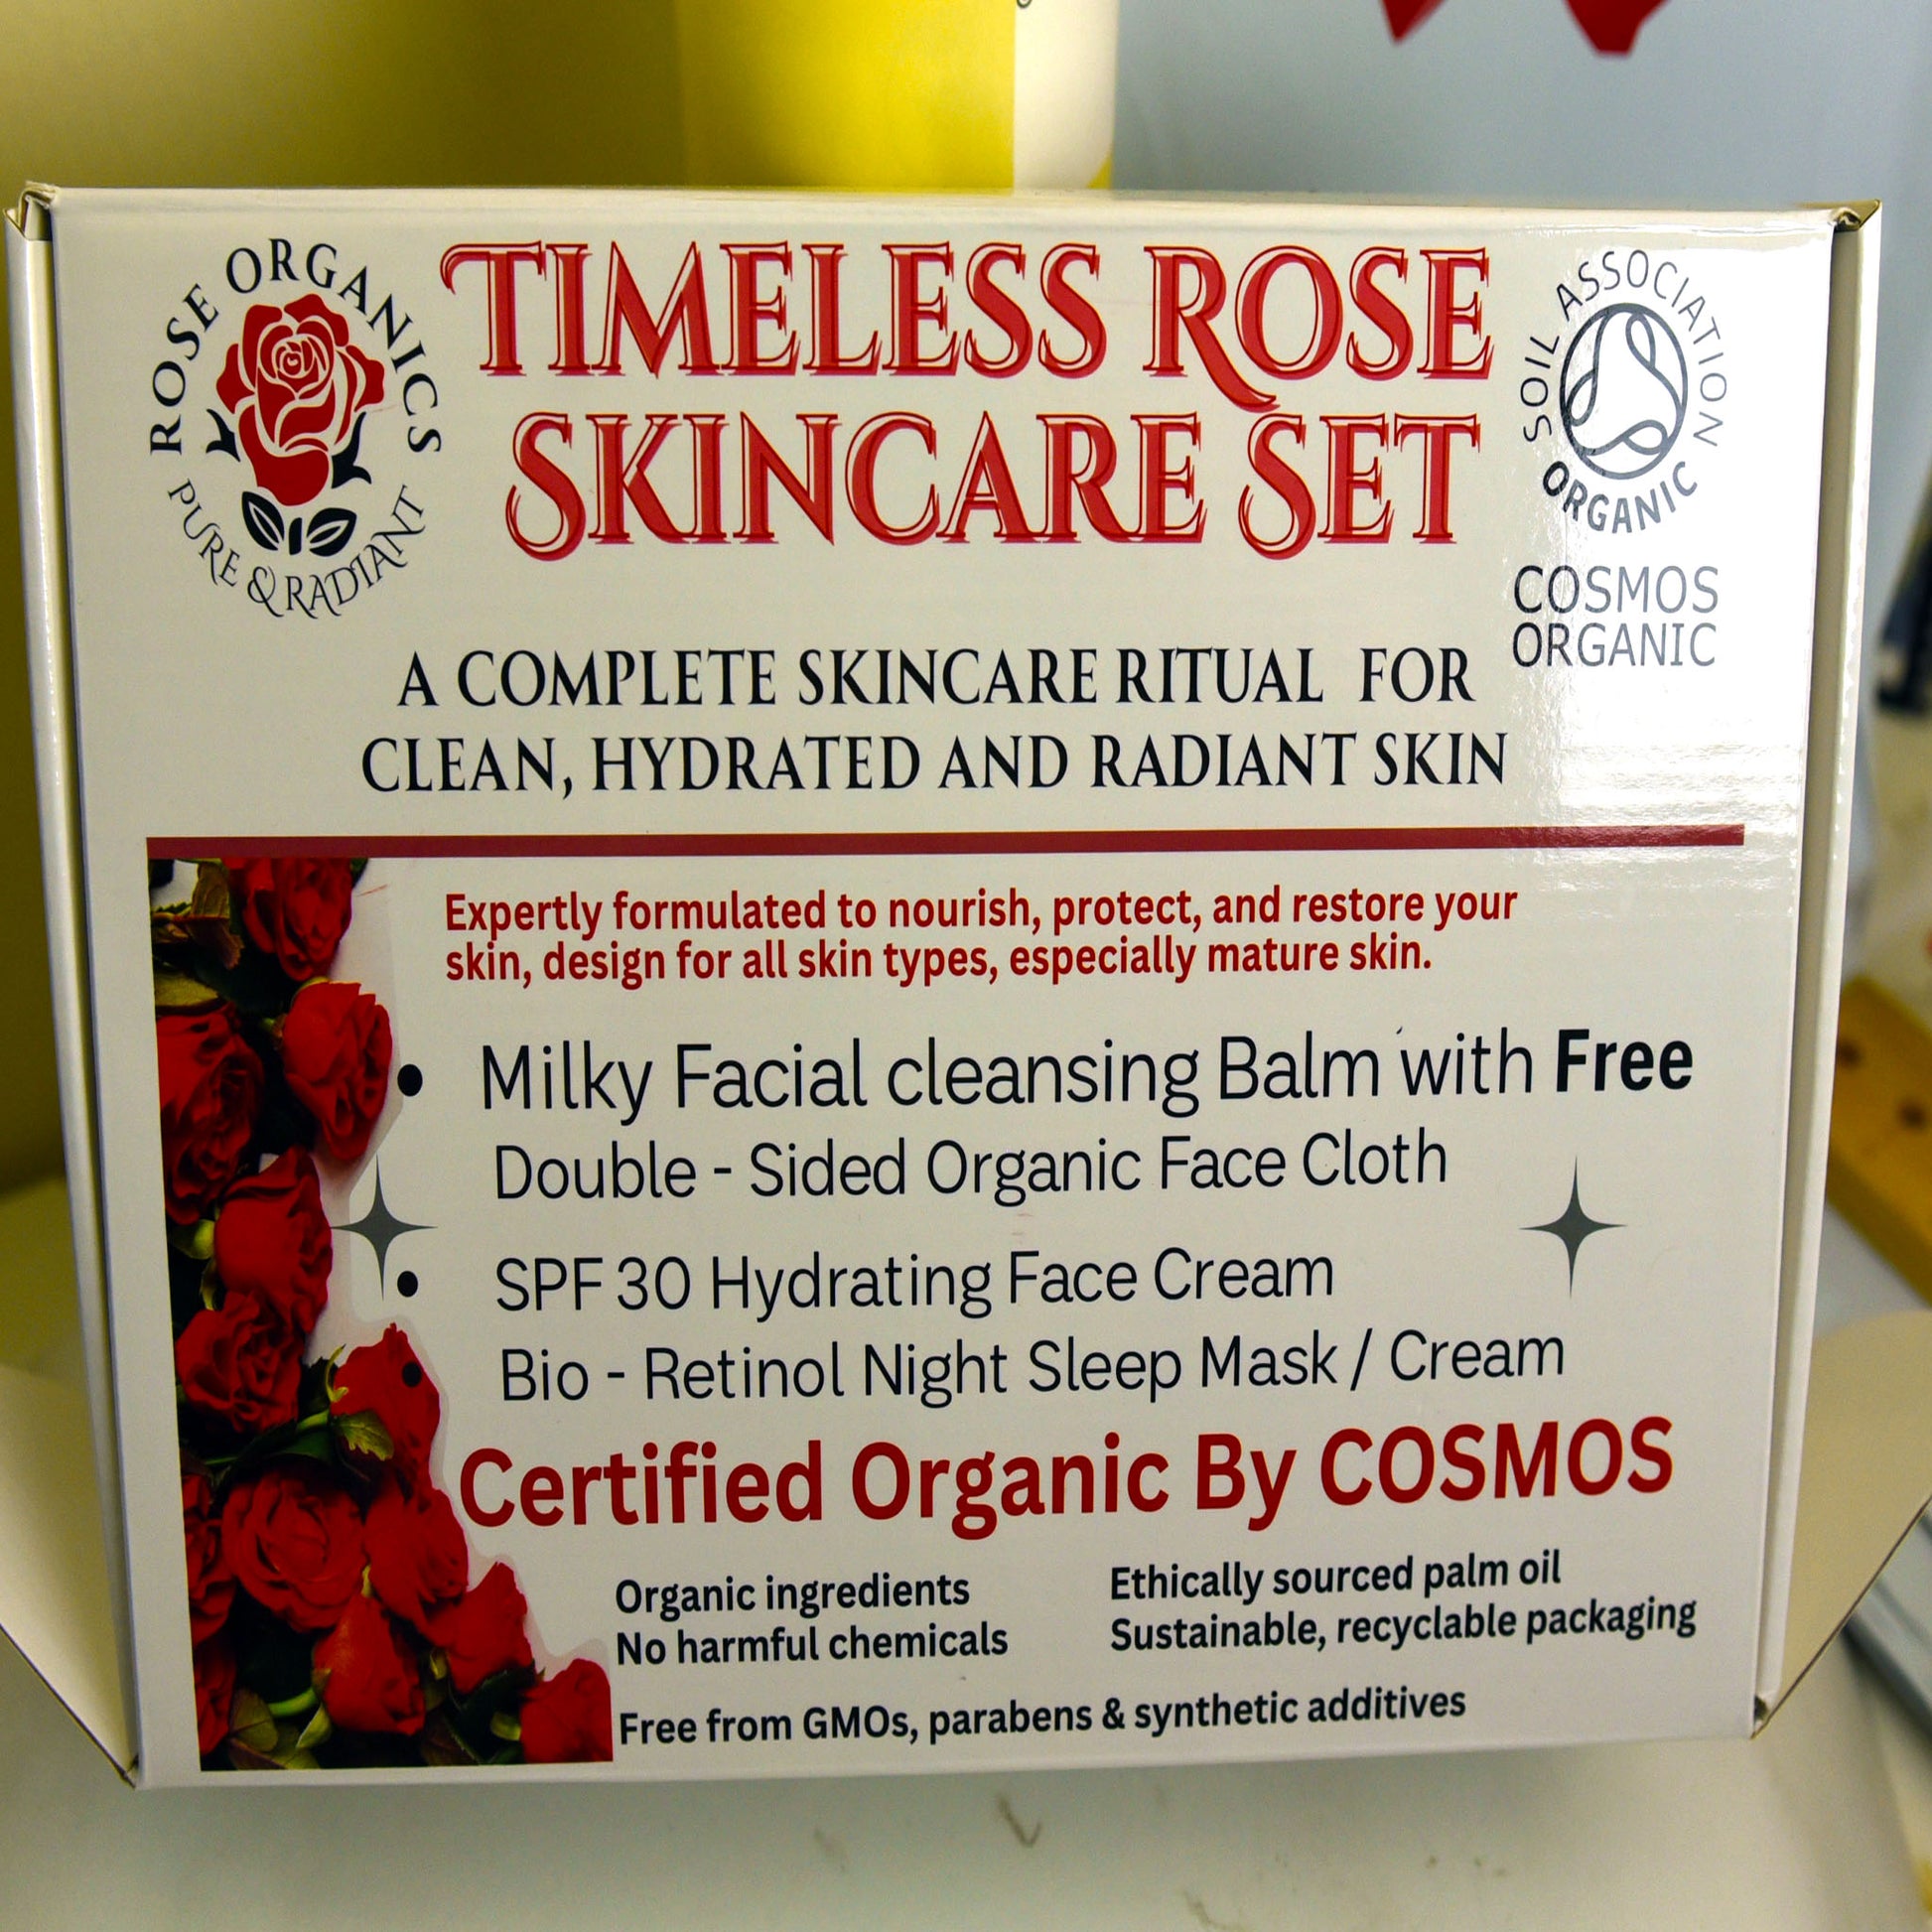 ROSE ORGANICS
PURE & RADIANT
TIMELESS ROSE
SKINCARE SET
SOIL ASSOCIATION
ORGANIC
COSMOS
ORGANIC
A COMPLETE SKINCARE RITUAL FOR
CLEAN, HYDRATED AND RADIANT SKIN
Expertly formulated to nourish, protect, and restore your
skin, design for all skin types, especially mature skin.
• Milky Facial cleansing Balm with Free
Double - Sided Organic Face Cloth
• SPF 30 Hydrating Face Cream
• Bio - Retinol Night Sleep Mask / Cream
Certified Organic By COSMOS
Organic ingredients
No harmful chemicals
Ethically sourced palm oil
Sustainable, recyclable packaging
Free from GMOs, parabens & synthetic additives